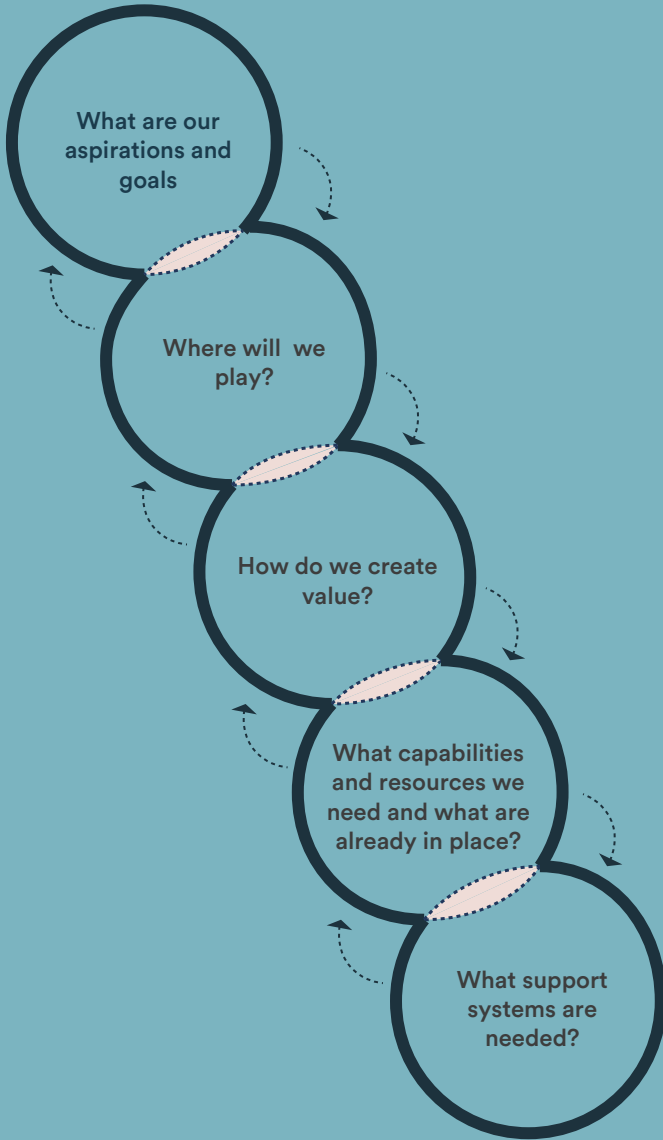 What are our
aspirations and
goals
Where will we
play?
How do we create
value?
What capabilities
and resources we
need and what are
already in place?
What support
systems are
needed?